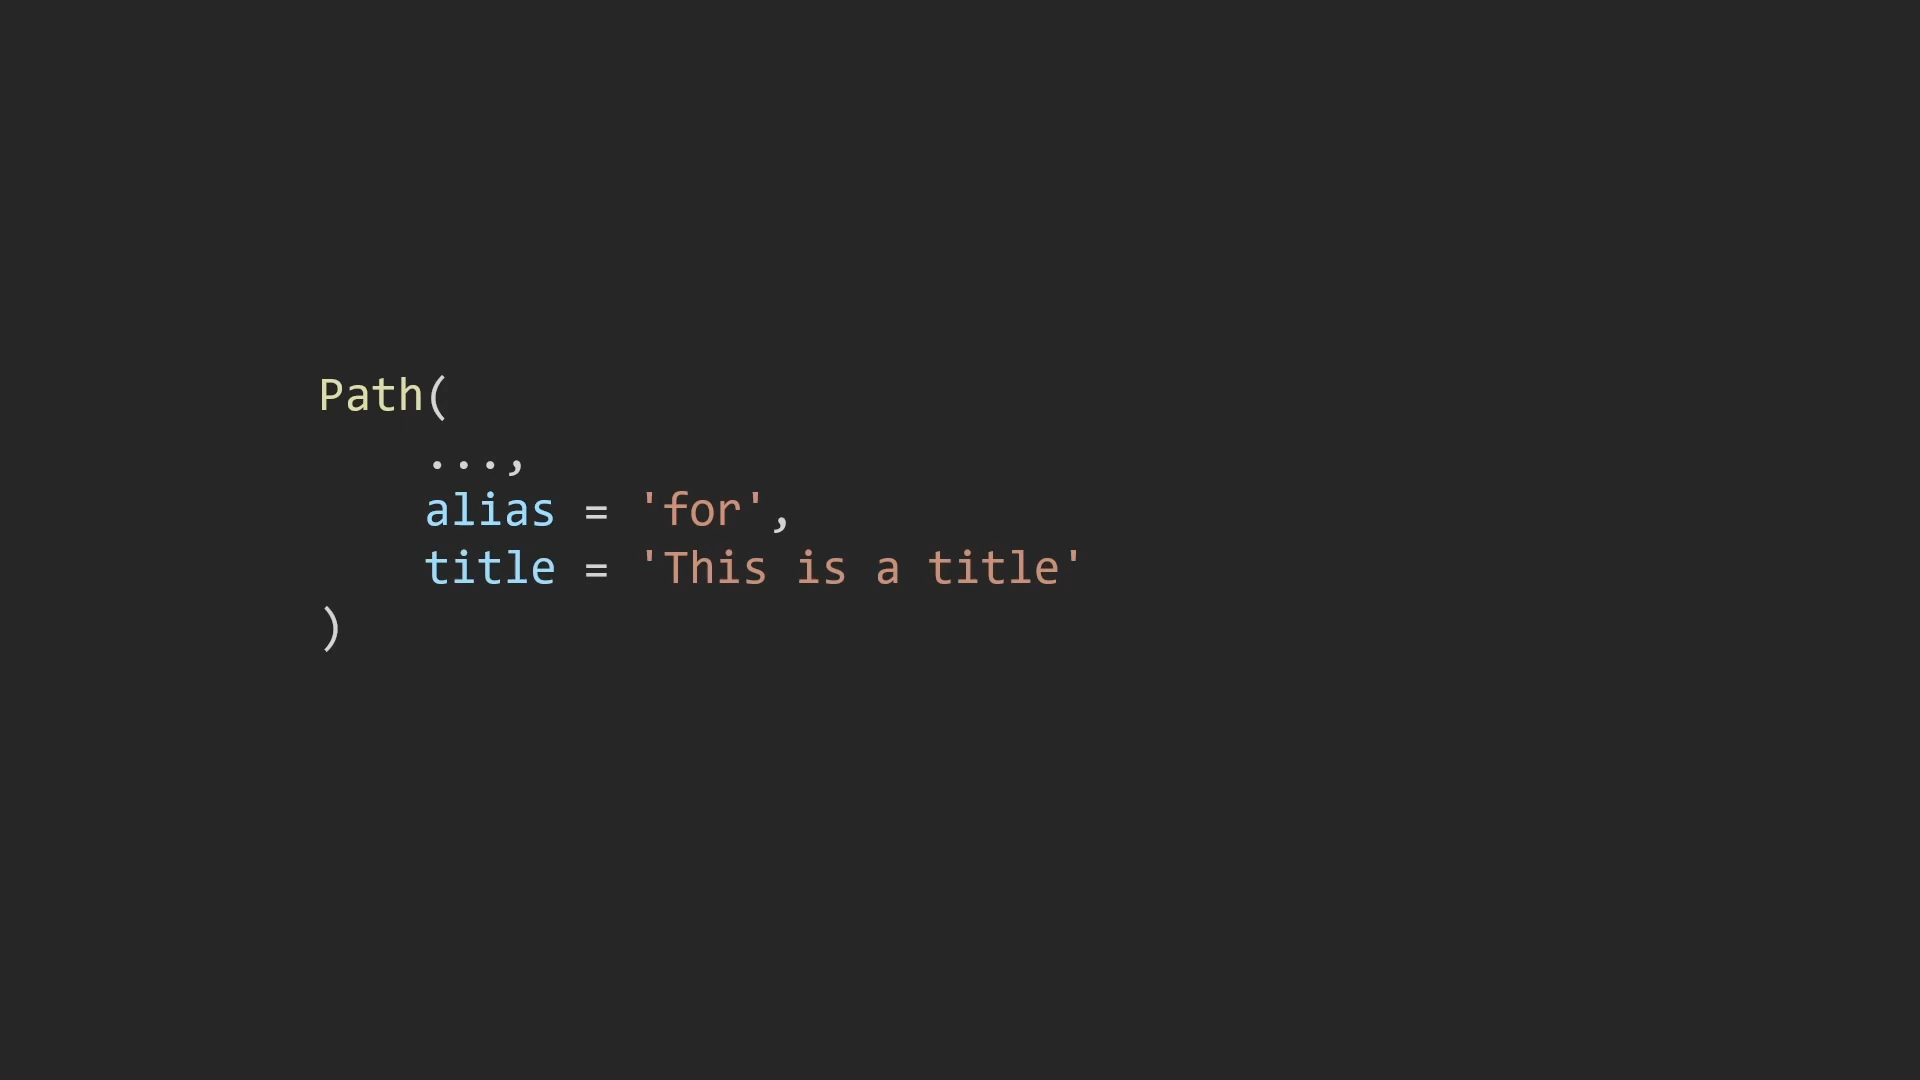 Path(
    ...,
    alias = 'for',
    title = 'This is a title'
)